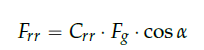 F_rr = C_rr · F_g · cos α